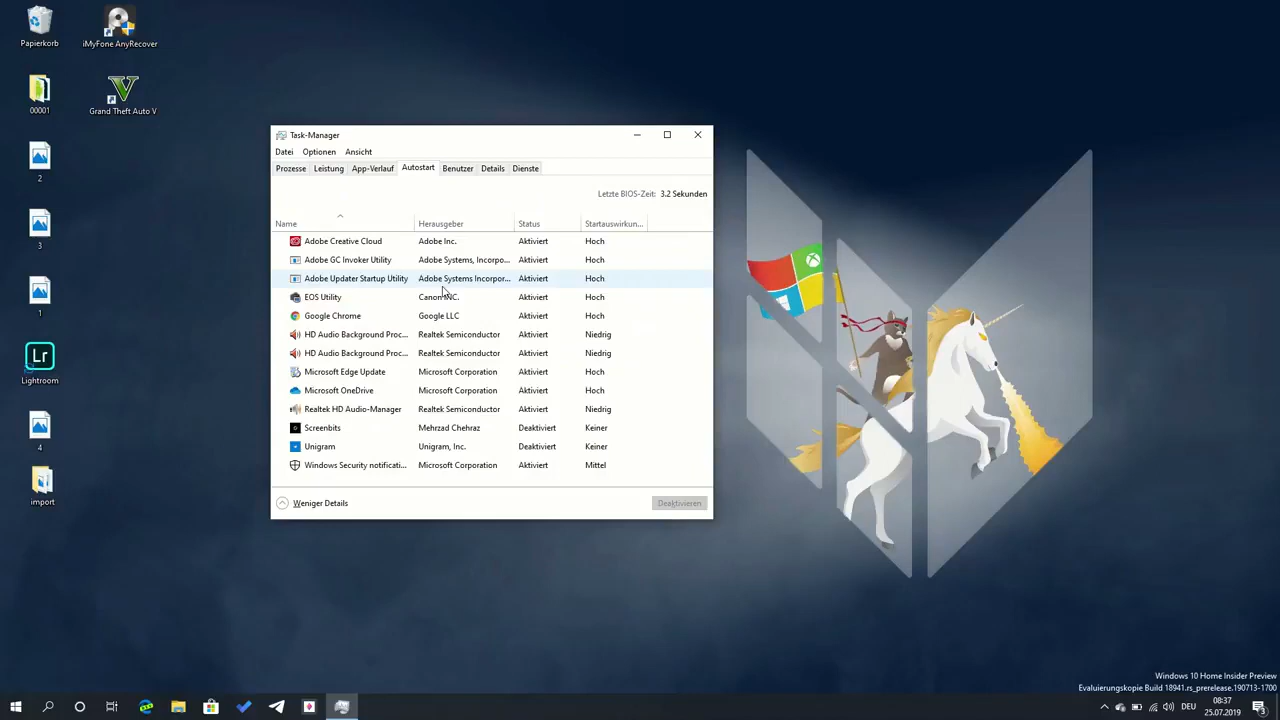 Papierkorb
iMyFone AnyRecover
00001
Grand Theft Auto V
2
3
1
Lr
Lightroom
4
import
Task-Manager
Datei Optionen Ansicht
Prozesse Leistung App-Verlauf Autostart Benutzer Details Dienste
Letzte BIOS-Zeit: 3.2 Sekunden
Name Herausgeber Status Startauswirkun...
Adobe Creative Cloud Adobe Inc. Aktiviert Hoch
Adobe GC Invoker Utility Adobe Systems, Incorpo... Aktiviert Hoch
Adobe Updater Startup Utility Adobe Systems Incorpor... Aktiviert Hoch
EOS Utility Canon INC. Aktiviert Hoch
Google Chrome Google LLC Aktiviert Hoch
HD Audio Background Proc... Realtek Semiconductor Aktiviert Niedrig
HD Audio Background Proc... Realtek Semiconductor Aktiviert Niedrig
Microsoft Edge Update Microsoft Corporation Aktiviert Hoch
Microsoft OneDrive Microsoft Corporation Aktiviert Hoch
Realtek HD Audio-Manager Realtek Semiconductor Aktiviert Niedrig
Screenbits Mehrzad Chehraz Deaktiviert Keiner
Unigram Unigram, Inc. Deaktiviert Keiner
Windows Security notificati... Microsoft Corporation Aktiviert Mittel
Weniger Details Deaktivieren
Windows 10 Home Insider Preview
Evaluierungskopie Build 18941.rs_prerelease.190713-1700
DEU 08:37
25.07.2019
3